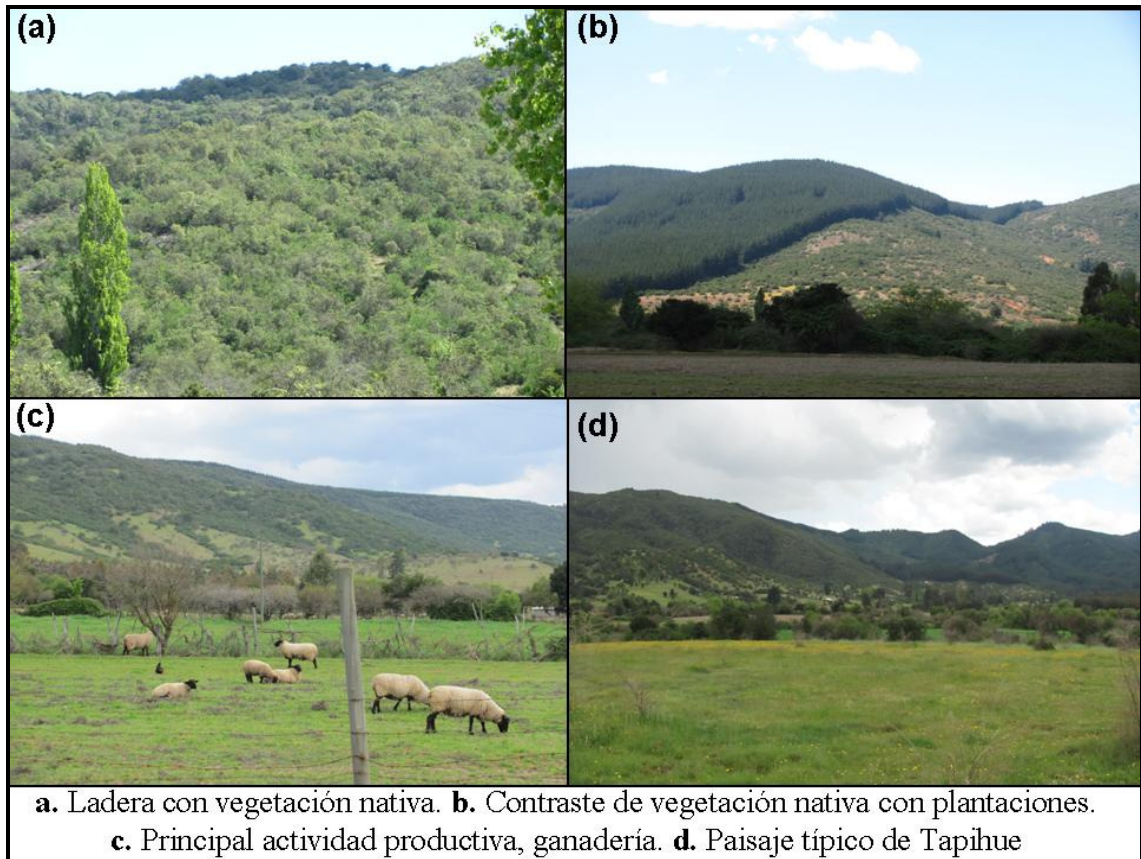 (a)
(b)
(c)
(d)
a. Ladera con vegetación nativa. b. Contraste de vegetación nativa con plantaciones.
c. Principal actividad productiva, ganadería. d. Paisaje típico de Tapihue